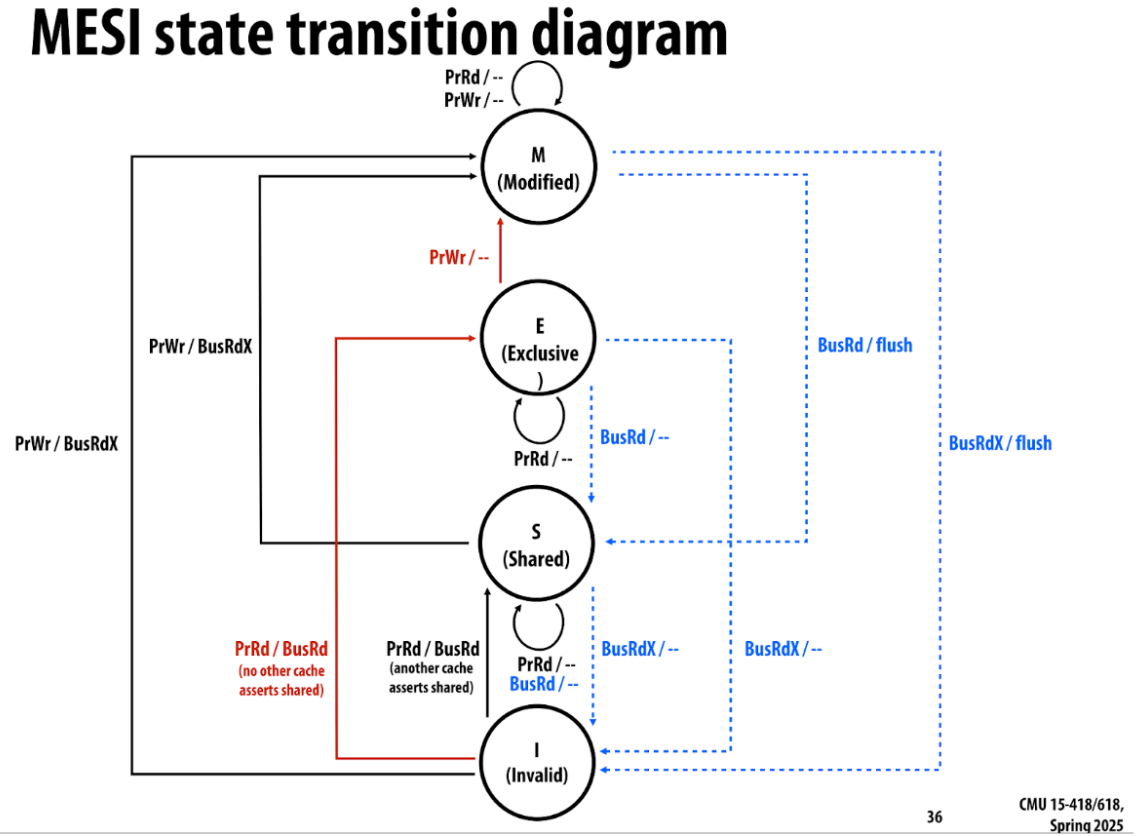 MESI state transition diagram
PrRd / --
PrWr / --
M
(Modified)
PrWr / --
E
(Exclusive
)
PrWr / BusRdX
BusRd / flush
PrWr / BusRdX
BusRd / --
BusRdX / flush
PrRd / --
S
(Shared)
PrRd / BusRd
(no other cache
asserts shared)
PrRd / BusRd
(another cache
asserts shared)
PrRd / --
BusRd / --
BusRdX / --
BusRdX / --
I
(Invalid)
36
CMU 15-418/618,
Spring 2025